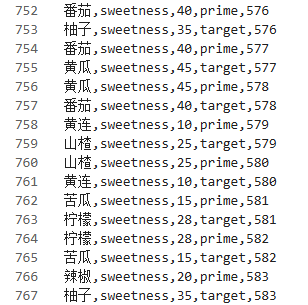 752 番茄,sweetness,40,prime,576
753 柚子,sweetness,35,target,576
754 番茄,sweetness,40,prime,577
755 黄瓜,sweetness,45,target,577
756 黄瓜,sweetness,45,prime,578
757 番茄,sweetness,40,target,578
758 黄连,sweetness,10,prime,579
759 山楂,sweetness,25,target,579
760 山楂,sweetness,25,prime,580
761 黄连,sweetness,10,target,580
762 苦瓜,sweetness,15,prime,581
763 柠檬,sweetness,28,target,581
764 柠檬,sweetness,28,prime,582
765 苦瓜,sweetness,15,target,582
766 辣椒,sweetness,20,prime,583
767 柚子,sweetness,35,target,583